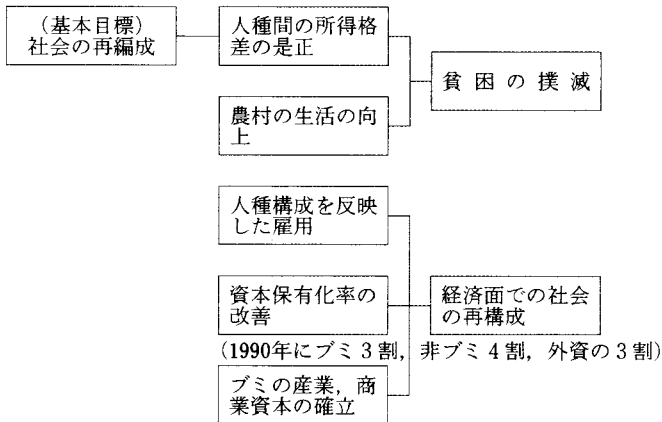 （基本目標）
社会の再編成
人種間の所得格
差の是正
農村の生活の向
上
貧困の撲滅
人種構成を反映
した雇用
資本保有化率の
改善
経済面での社会
の再構成
（1990年にブミ３割，非ブミ４割，外資の３割）
ブミの産業，商
業資本の確立